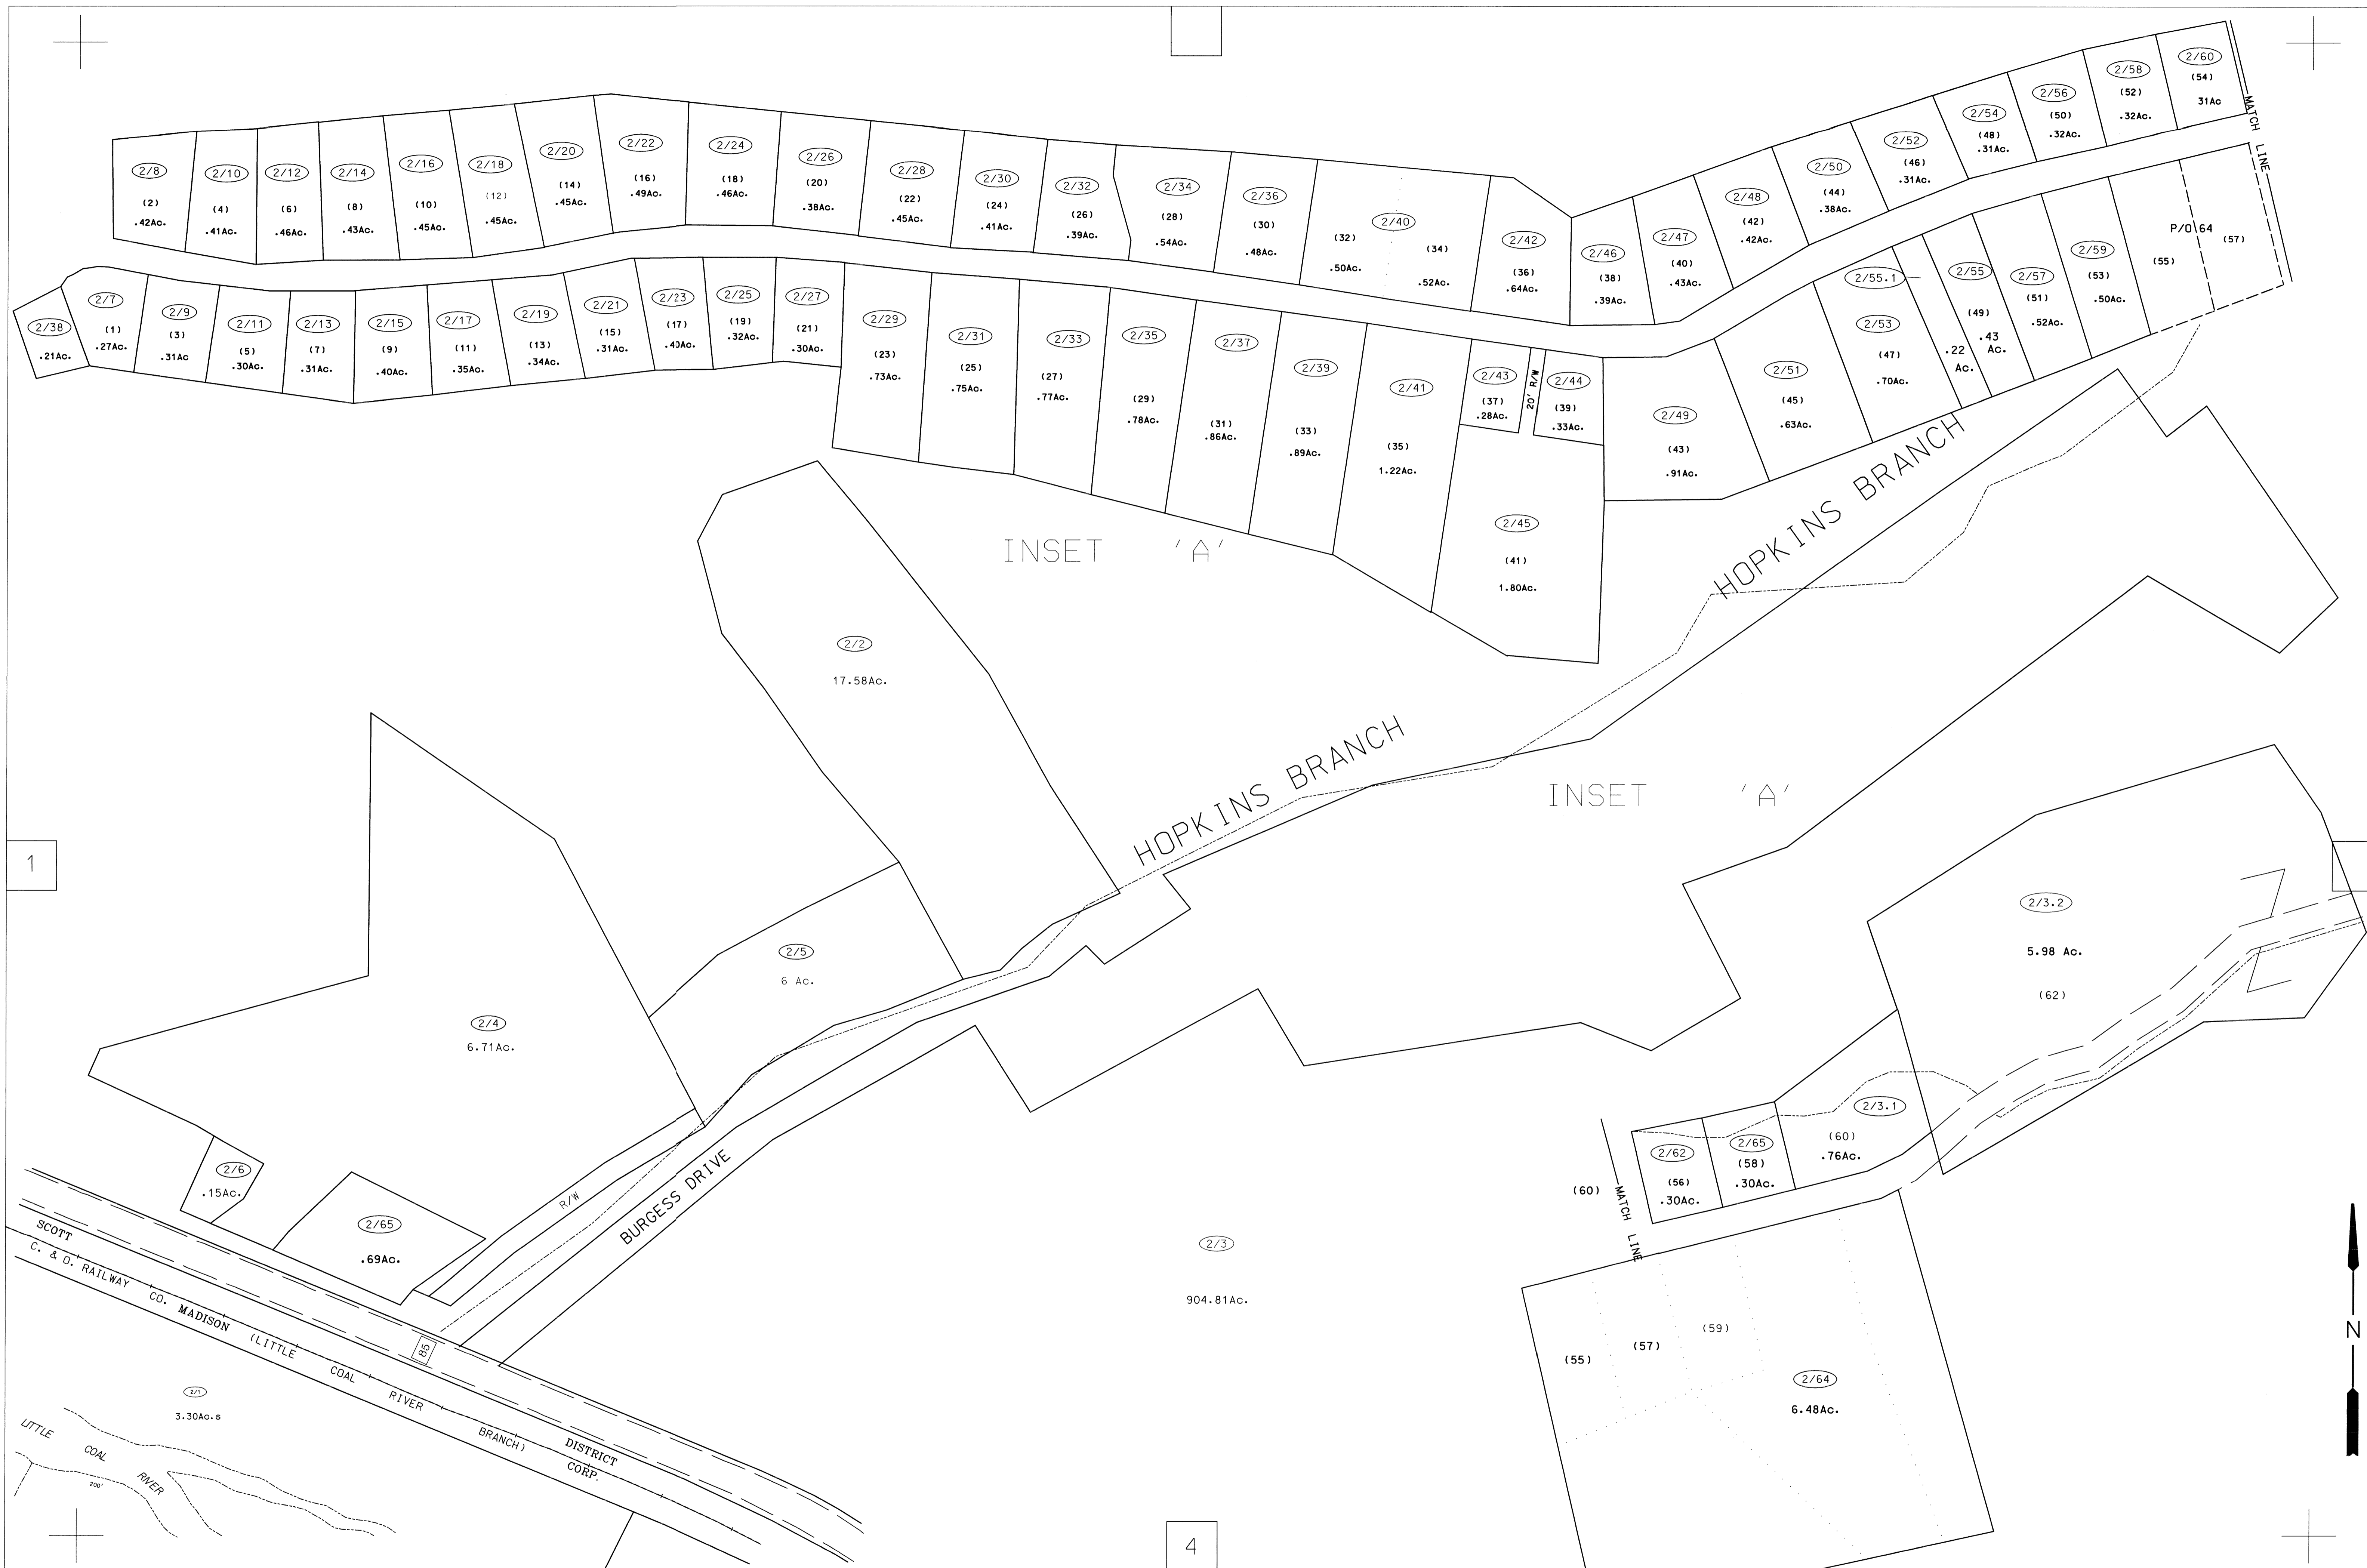 2/8
(2)
.42Ac.
2/10
(4)
.41Ac.
2/12
(6)
.46Ac.
2/14
(8)
.43Ac.
2/16
(10)
.45Ac.
2/18
(12)
.45Ac.
2/20
(14)
.45Ac.
2/22
(16)
.49Ac.
2/24
(18)
.46Ac.
2/26
(20)
.38Ac.
2/28
(22)
.45Ac.
2/30
(24)
.41Ac.
2/32
(26)
.39Ac.
2/34
(28)
.54Ac.
2/36
(30)
.48Ac.
2/40
(32)
.50Ac.
(34)
.52Ac.
2/42
(36)
.64Ac.
2/46
(38)
.39Ac.
2/47
(40)
.43Ac.
2/48
(42)
.42Ac.
2/50
(44)
.38Ac.
2/52
(46)
.31Ac.
2/54
(48)
.31Ac.
2/56
(50)
.32Ac.
2/58
(52)
.32Ac.
2/60
(54)
31Ac
MATCH LINE
2/38
.21Ac.
2/7
(1)
.27Ac.
2/9
(3)
.31Ac
2/11
(5)
.30Ac.
2/13
(7)
.31Ac.
2/15
(9)
.40Ac.
2/17
(11)
.35Ac.
2/19
(13)
.34Ac.
2/21
(15)
.31Ac.
2/23
(17)
.40Ac.
2/25
(19)
.32Ac.
2/27
(21)
.30Ac.
2/29
(23)
.73Ac.
2/31
(25)
.75Ac.
2/33
(27)
.77Ac.
2/35
(29)
.78Ac.
2/37
(31)
.86Ac.
2/39
(33)
.89Ac.
2/41
(35)
1.22Ac.
2/43
(37)
.28Ac.
20' R/W
2/44
(39)
.33Ac.
2/45
(41)
1.80Ac.
2/49
(43)
.91Ac.
2/51
(45)
.63Ac.
2/53
(47)
.70Ac.
2/55.1
.22
Ac.
2/55
(49)
.43
Ac.
2/57
(51)
.52Ac.
2/59
(53)
.50Ac.
P/O 64
(55)
(57)
INSET 'A'
HOPKINS BRANCH
2/2
17.58Ac.
HOPKINS BRANCH
INSET 'A'
1
2/3.2
5.98 Ac.
(62)
2/5
6 Ac.
2/4
6.71Ac.
2/6
.15Ac.
2/65
.69Ac.
R/W
BURGESS DRIVE
2/3
904.81Ac.
(60)
MATCH LINE
2/62
(56)
.30Ac.
2/65
(58)
.30Ac.
2/3.1
(60)
.76Ac.
(55)
(57)
(59)
2/64
6.48Ac.
N
SCOTT MADISON DISTRICT
C. & O. RAILWAY CO. (LITTLE COAL RIVER BRANCH) CORP.
85
2/1
3.30Ac.s
LITTLE COAL RIVER
200'
4